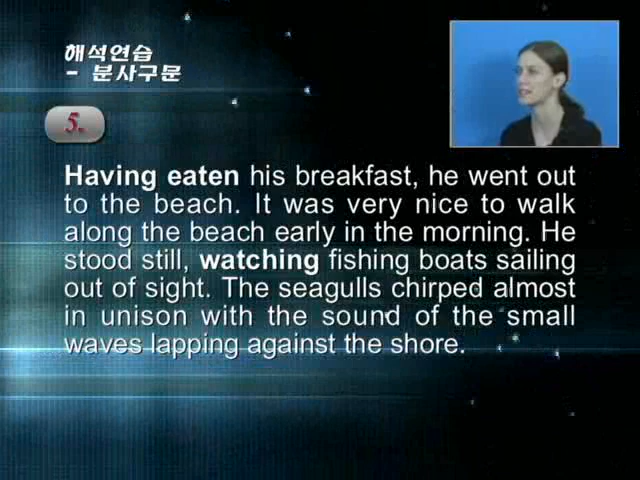 해석연습
- 분사구문
5.
Having eaten his breakfast, he went out
to the beach. It was very nice to walk
along the beach early in the morning. He
stood still, watching fishing boats sailing
out of sight. The seagulls chirped almost
in unison with the sound of the small
waves lapping against the shore.